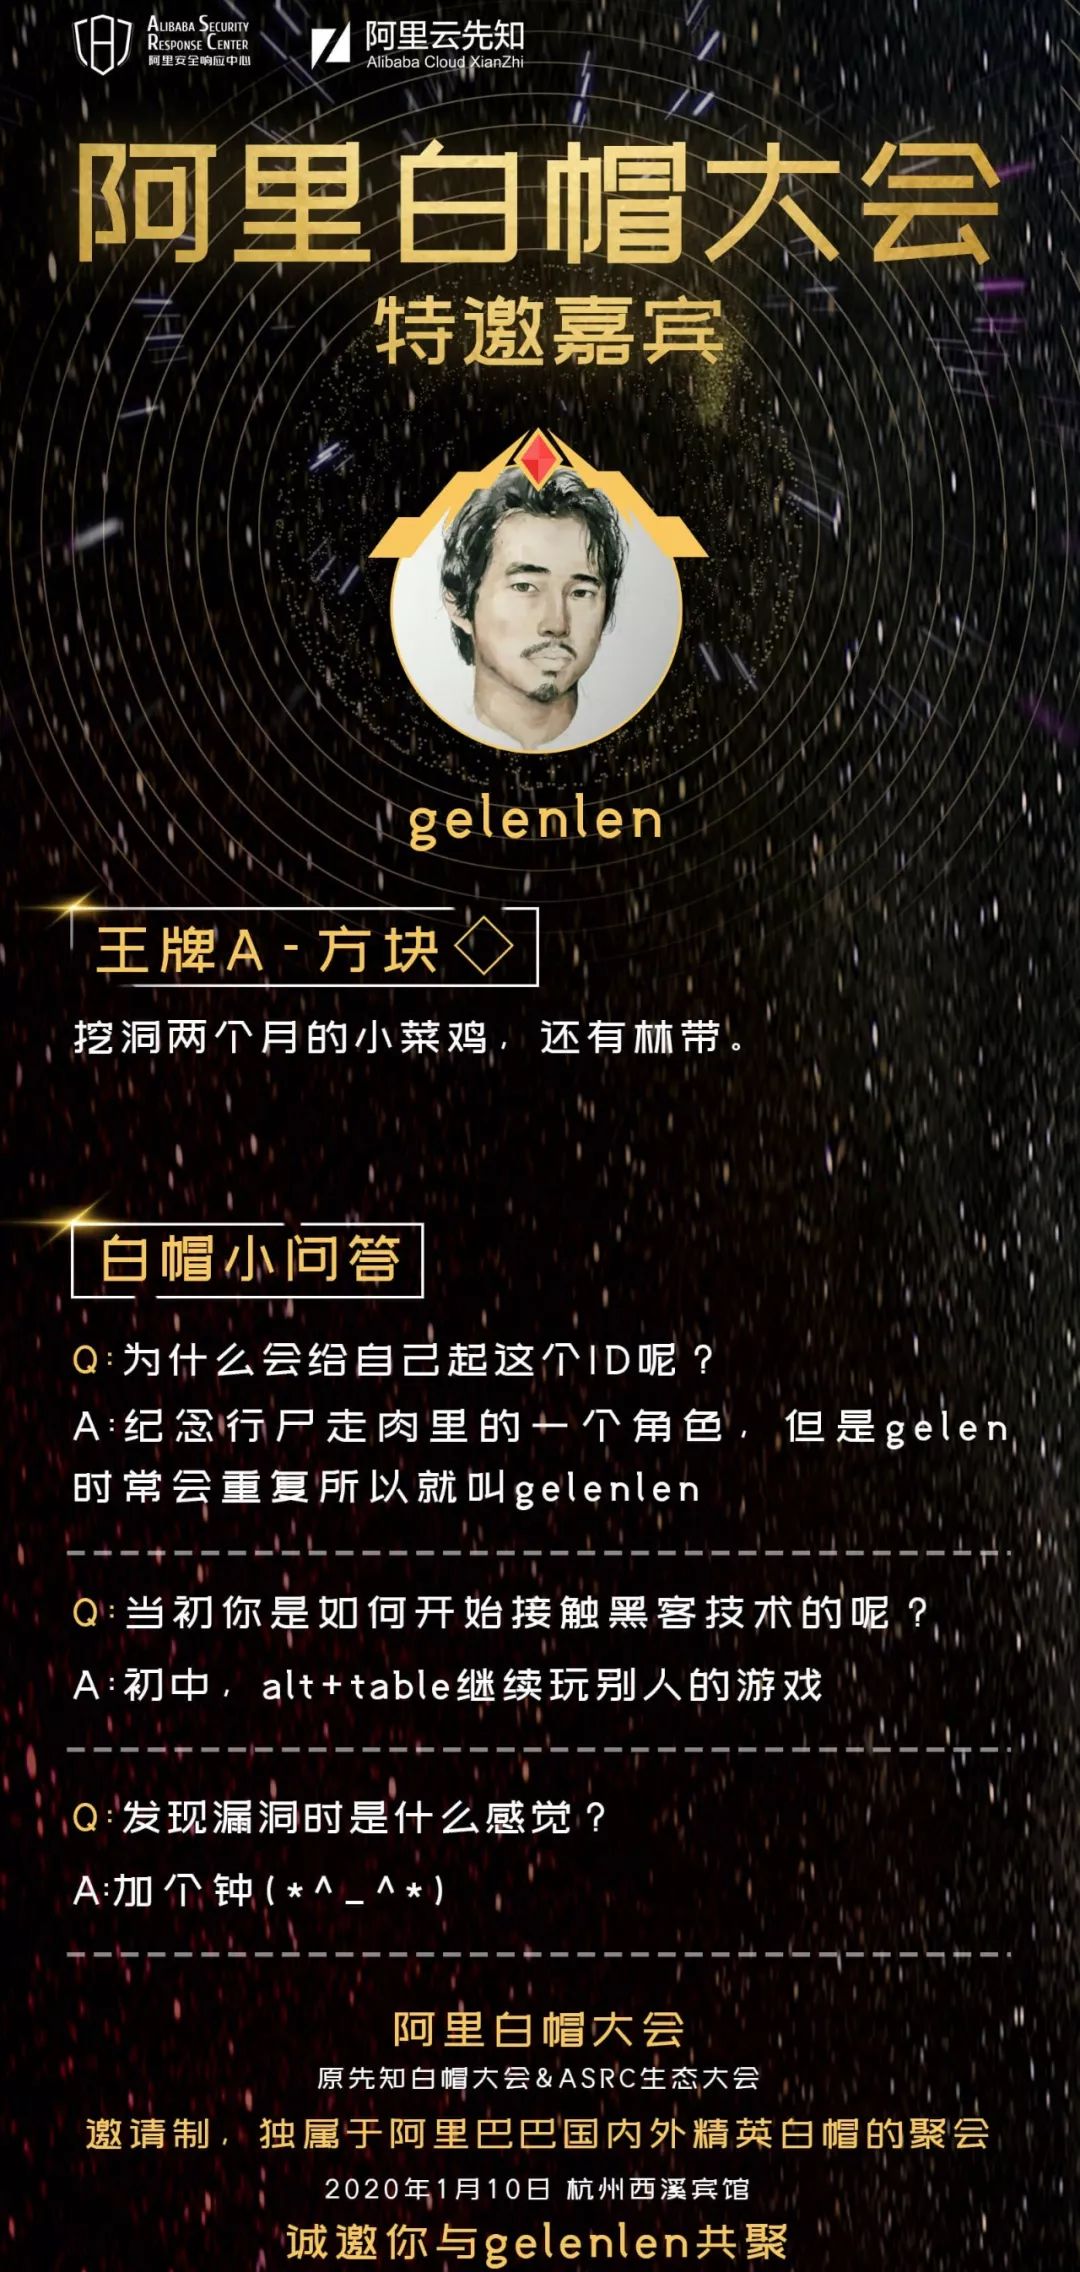 ALIBABA SECURITY
RESPONSE CENTER
阿里安全响应中心
阿里云先知
Alibaba Cloud XianZhi
阿里白帽大会
特邀嘉宾
gelenlen
王牌A-方块◇
挖洞两个月的小菜鸡，还有林带。
白帽小问答
Q:为什么会给自己起这个ID呢？
A:纪念行尸走肉里的一个角色，但是gelen
时常会重复所以就叫gelenlen
Q:当初你是如何开始接触黑客技术的呢？
A:初中，alt+table继续玩别人的游戏
Q:发现漏洞时是什么感觉？
A:加个钟(*^_^*)
阿里白帽大会
原先知白帽大会&ASRC生态大会
邀请制，独属于阿里巴巴国内外精英白帽的聚会
2020年1月10日 杭州西溪宾馆
诚邀你与gelenlen共聚